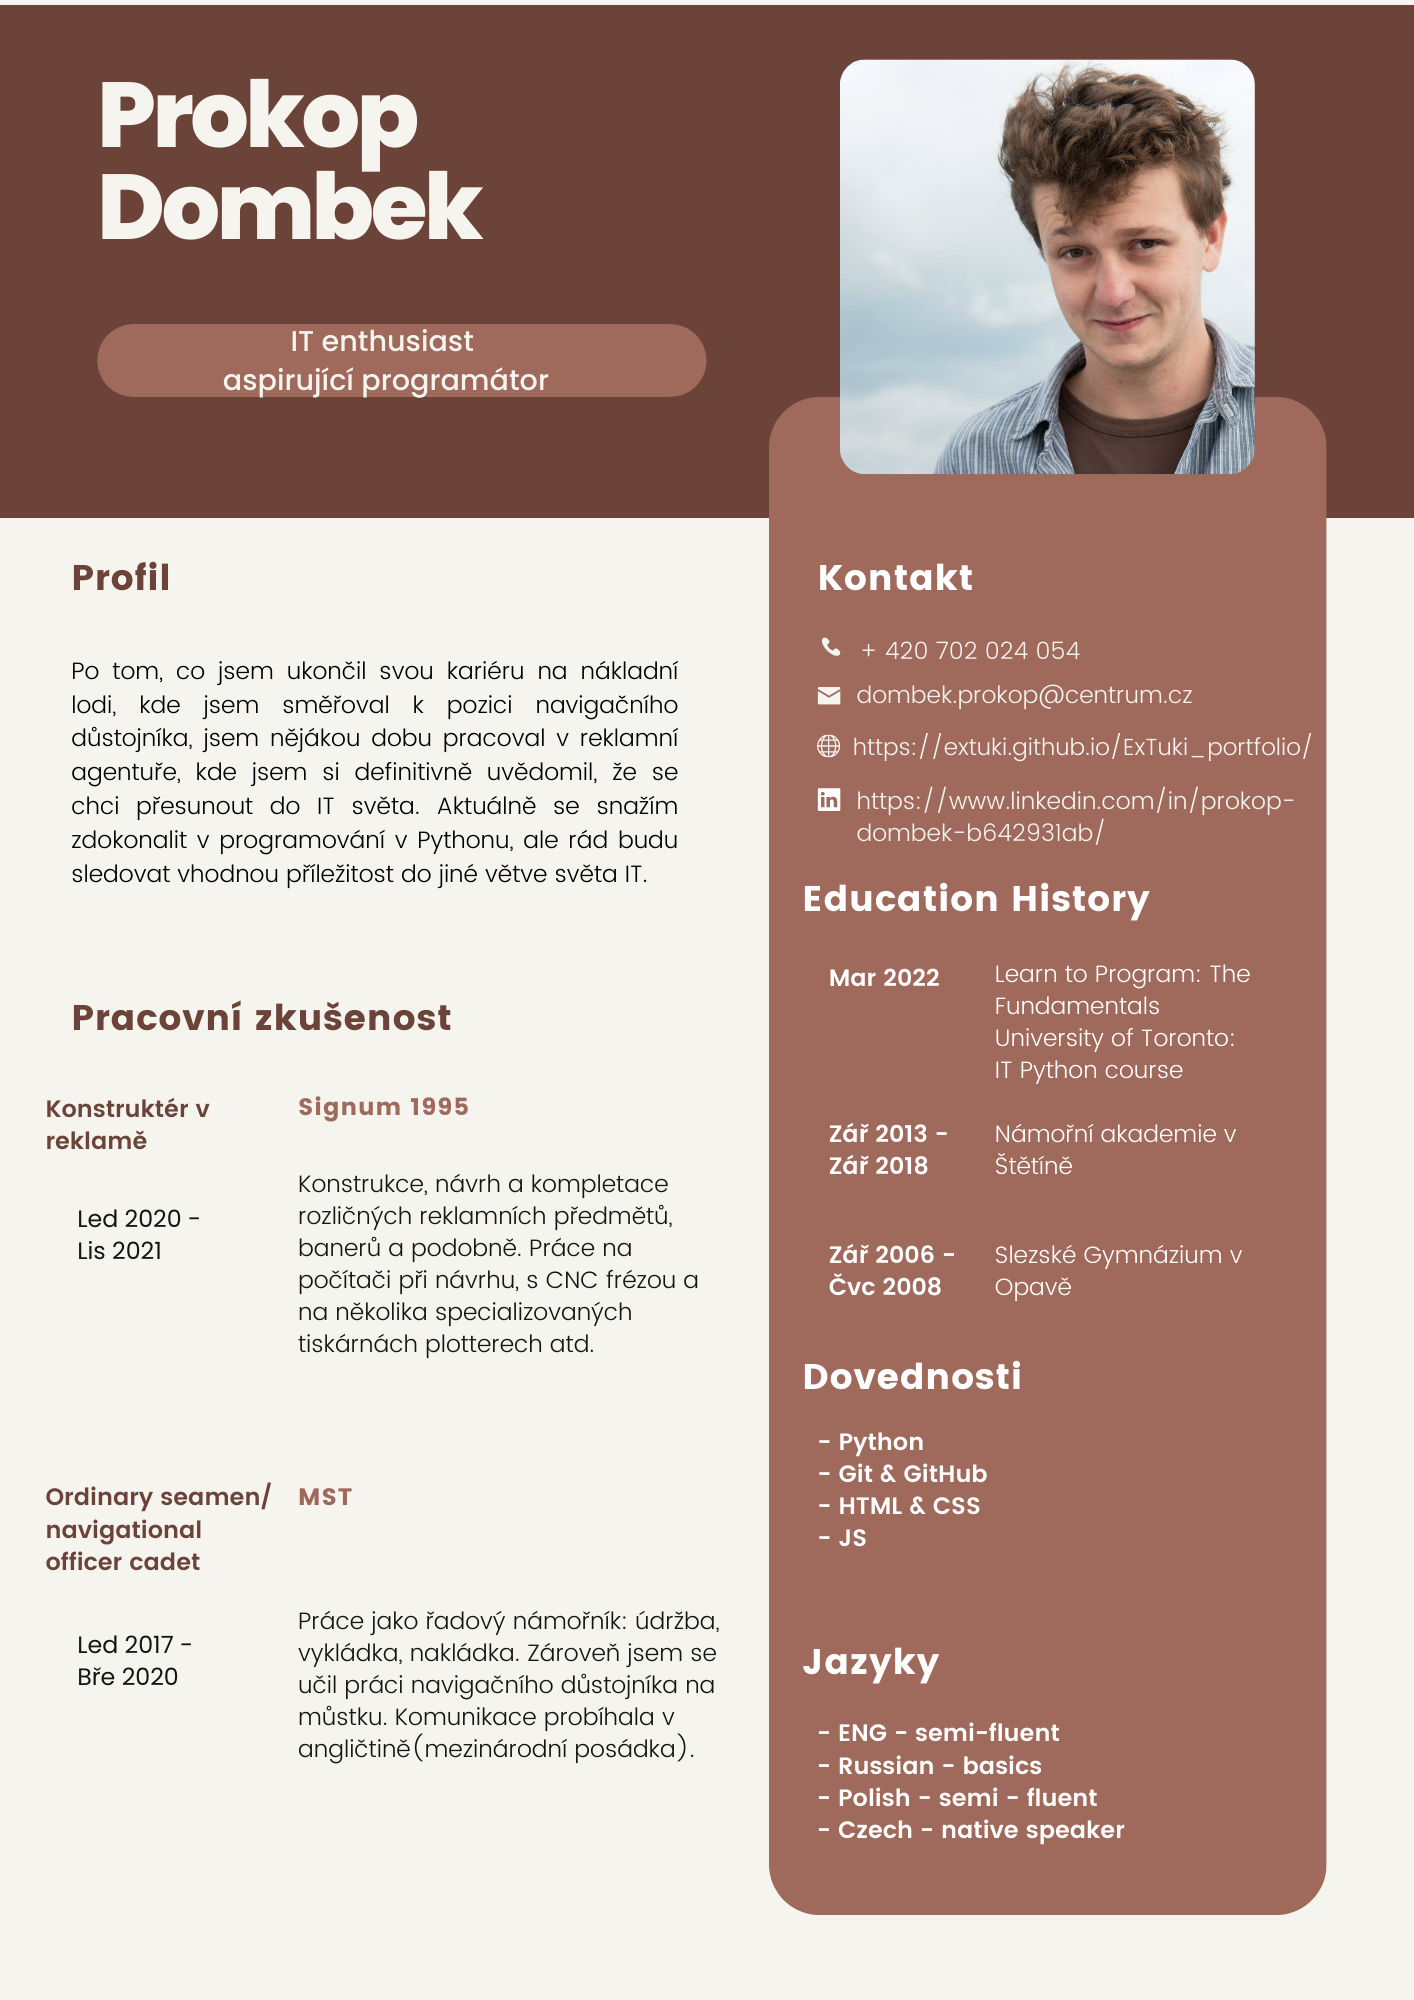 Prokop
Dombek
IT enthusiast
aspirující programátor
Profil
Po tom, co jsem ukončil svou kariéru na nákladní
lodi, kde jsem směřoval k pozici navigačního
důstojníka, jsem nějákou dobu pracoval v reklamní
agentuře, kde jsem si definitivně uvědomil, že se
chci přesunout do IT světa. Aktuálně se snažím
zdokonalit v programování v Pythonu, ale rád budu
sledovat vhodnou příležitost do jiné větve světa IT.
Pracovní zkušenost
Konstruktér v
reklamě
Led 2020 -
Lis 2021
Signum 1995
Konstrukce, návrh a kompletace
rozličných reklamních předmětů,
banerů a podobně. Práce na
počítači při návrhu, s CNC frézou a
na několika specializovaných
tiskárnách plotterech atd.
Ordinary seamen/
navigational
officer cadet
Led 2017 -
Bře 2020
MST
Práce jako řadový námořník: údržba,
vykládka, nakládka. Zároveň jsem se
učil práci navigačního důstojníka na
můstku. Komunikace probíhala v
angličtině(mezinárodní posádka).
Kontakt
+ 420 702 024 054
dombek.prokop@centrum.cz
https://extuki.github.io/ExTuki_portfolio/
https://www.linkedin.com/in/prokop-
dombek-b642931ab/
Education History
Mar 2022
Learn to Program: The
Fundamentals
University of Toronto:
IT Python course
Zář 2013 -
Zář 2018
Námořní akademie v
Štětíně
Zář 2006 -
Čvc 2008
Slezské Gymnázium v
Opavě
Dovednosti
- Python
- Git & GitHub
- HTML & CSS
- JS
Jazyky
- ENG - semi-fluent
- Russian - basics
- Polish - semi - fluent
- Czech - native speaker